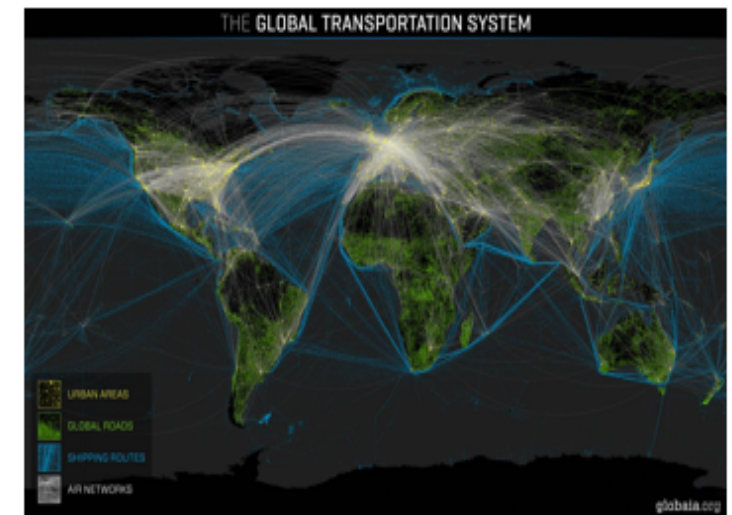 THE GLOBAL TRANSPORTATION SYSTEM
URBAN AREAS
GLOBAL ROADS
SHIPPING ROUTES
AIR NETWORKS
globaia.org